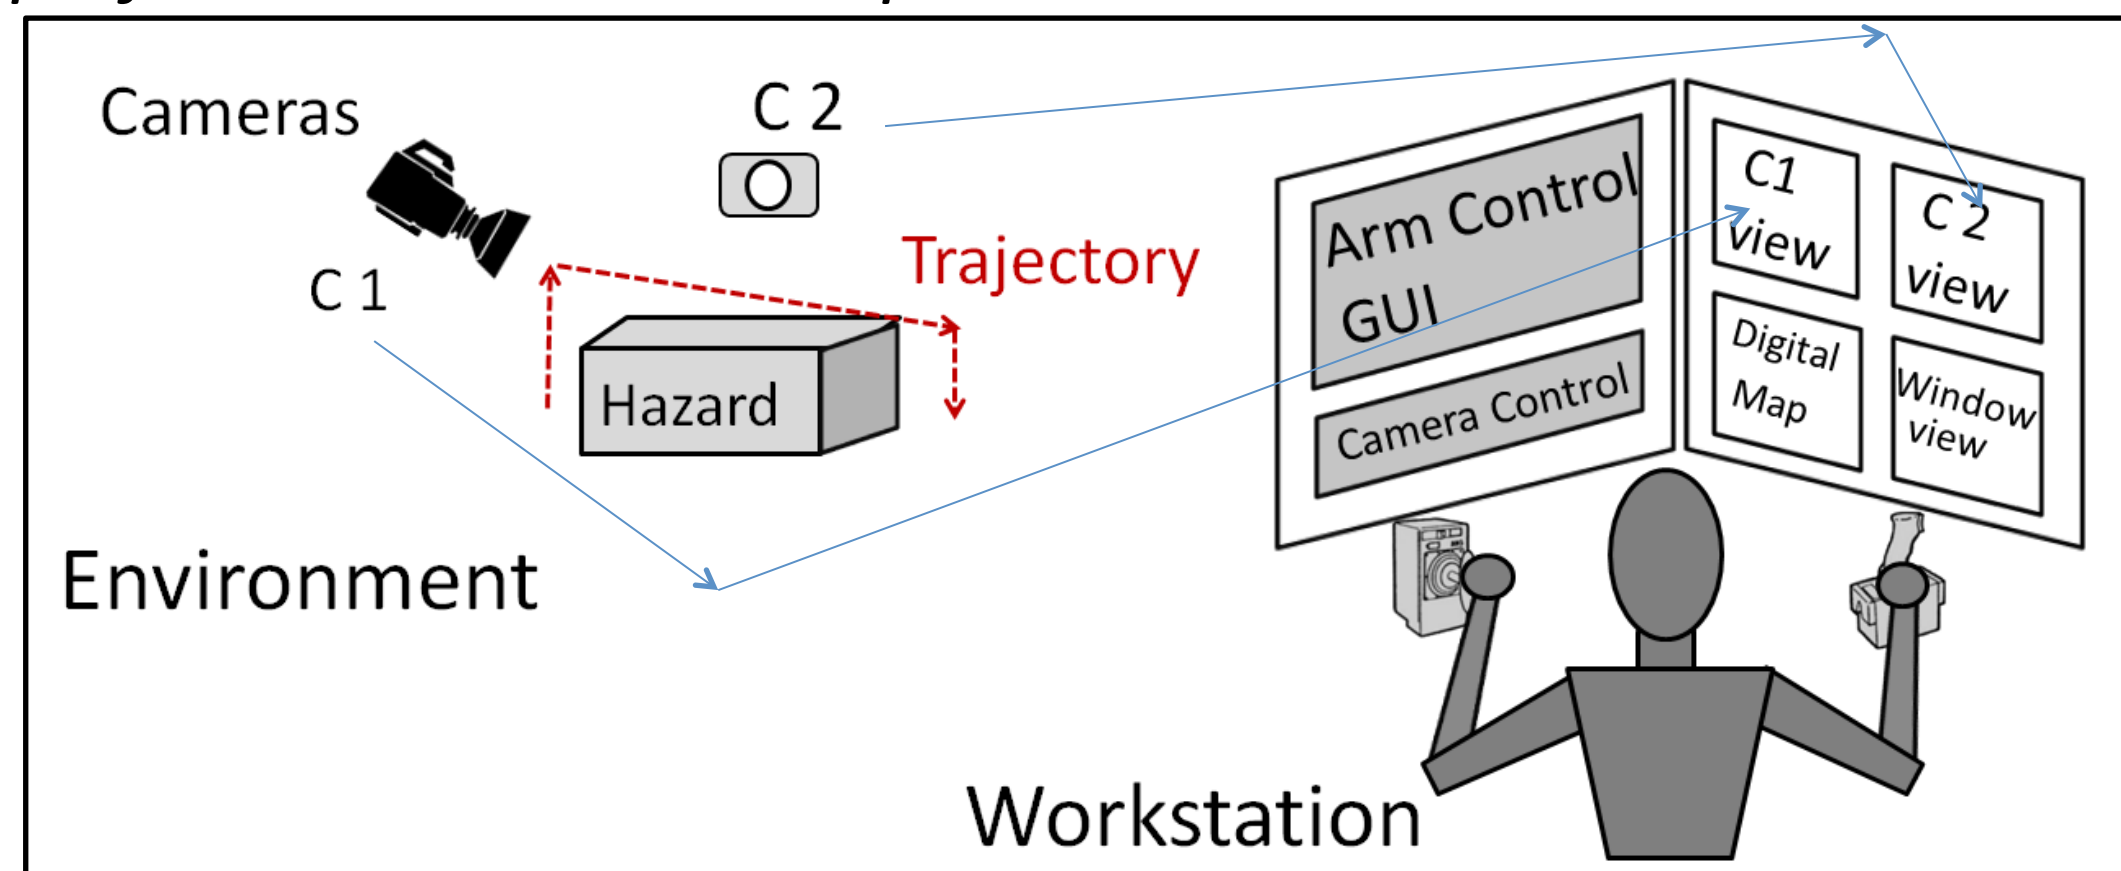 Cameras
C 2
C 1
Trajectory
Hazard
Environment
Arm Control
GUI
Camera Control
C1
view
C 2
view
Digital
Map
Window
view
Workstation